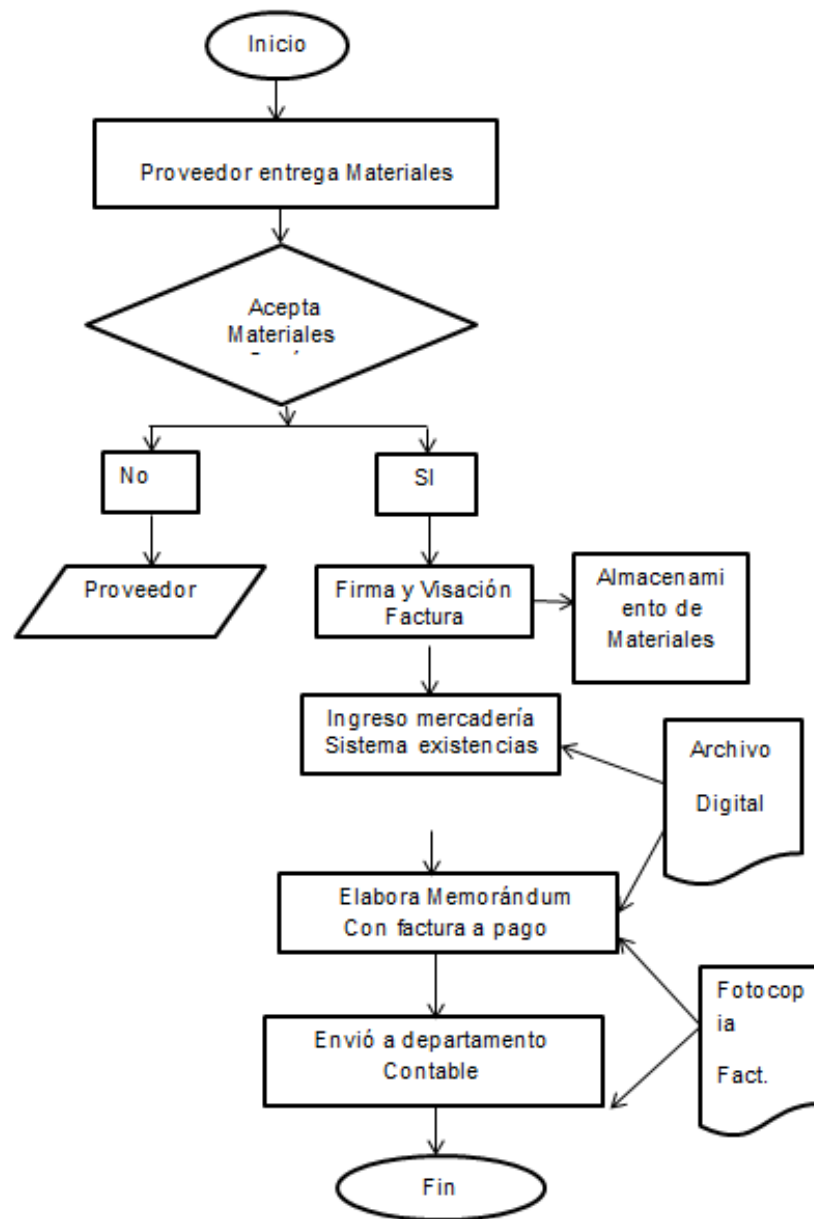 Inicio
Proveedor entrega Materiales
Acepta
Materiales
No
SI
Proveedor
Firma y Visación
Factura
Almacenami
ento de
Materiales
Ingreso mercadería
Sistema existencias
Archivo
Digital
Elabora Memorándum
Con factura a pago
Fotocop
ia
Fact.
Envió a departamento
Contable
Fin